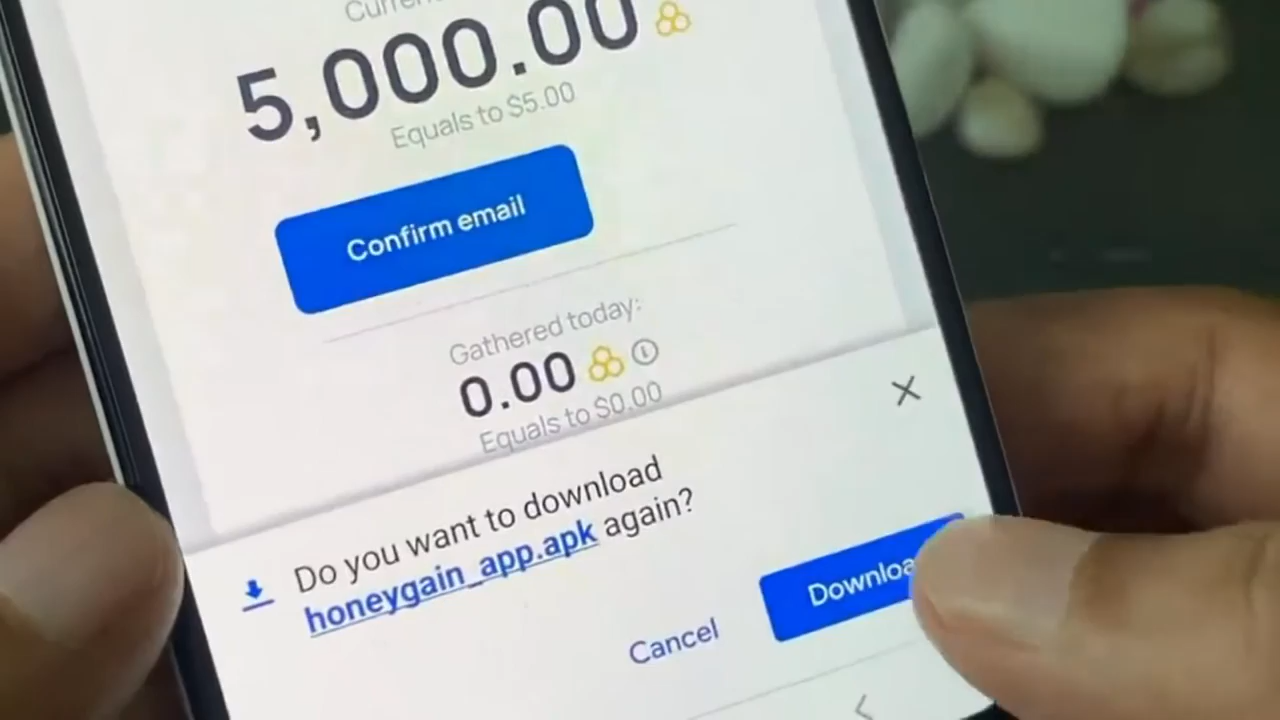 5,000.00
Equals to $5.00
Confirm email
Gathered today:
0.00
Equals to $0.00
Do you want to download
honeygain_app.apk again?
Cancel